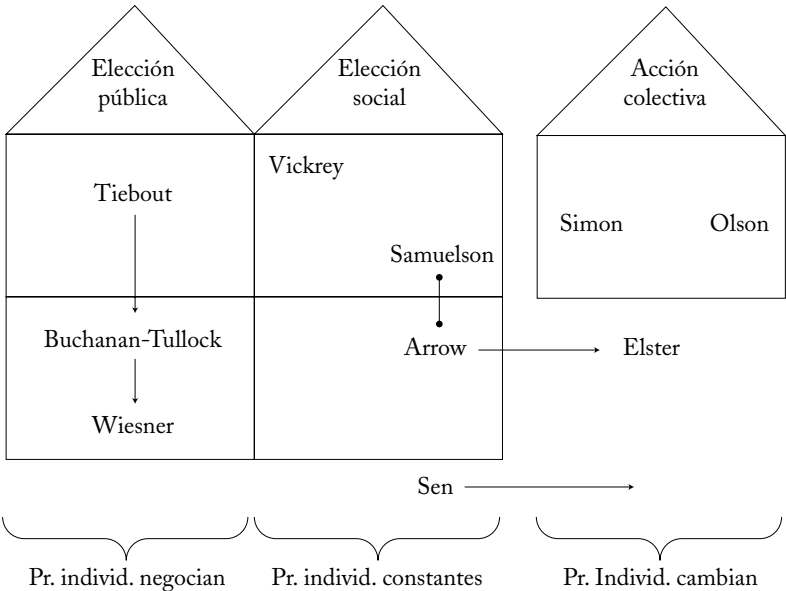 Elección
pública
Elección
social
Acción
colectiva
Vickrey
Tiebout
Simon
Olson
Samuelson
Buchanan-Tullock
Arrow
Elster
Wiesner
Sen
Pr. individ. negocian
Pr. individ. constantes
Pr. Individ. cambian